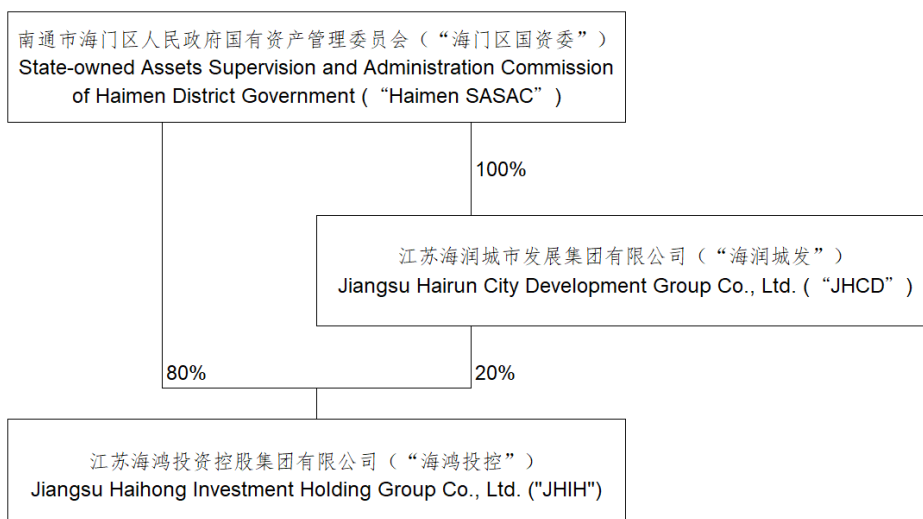 南通市海门区人民政府国有资产管理委员会（“海门区国资委”）
State-owned Assets Supervision and Administration Commission
of Haimen District Government (“Haimen SASAC”)
100%
江苏海润城市发展集团有限公司（“海润城发”）
Jiangsu Hairun City Development Group Co., Ltd. (“JHCD”)
80%
20%
江苏海鸿投资控股集团有限公司（“海鸿投控”）
Jiangsu Haihong Investment Holding Group Co., Ltd. ("JHIH")